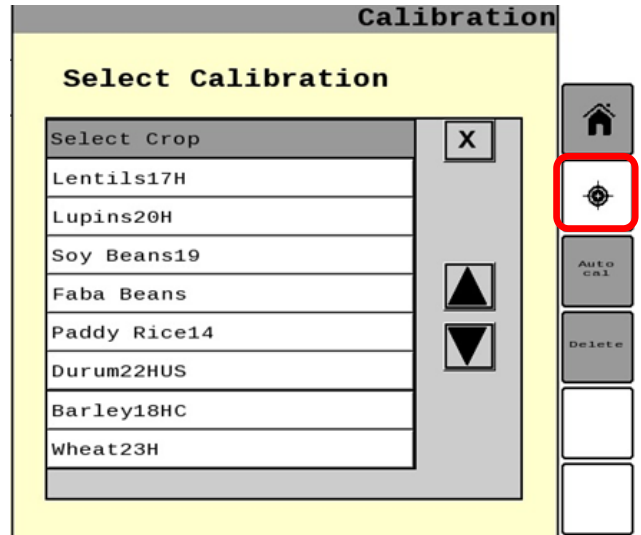 Calibration
Select Calibration
Select Crop
X
Lentils17H
Lupins20H
Soy Beans19
Faba Beans
Paddy Rice14
Durum22HUS
Barley18HC
Wheat23H
Auto
cal
Delete